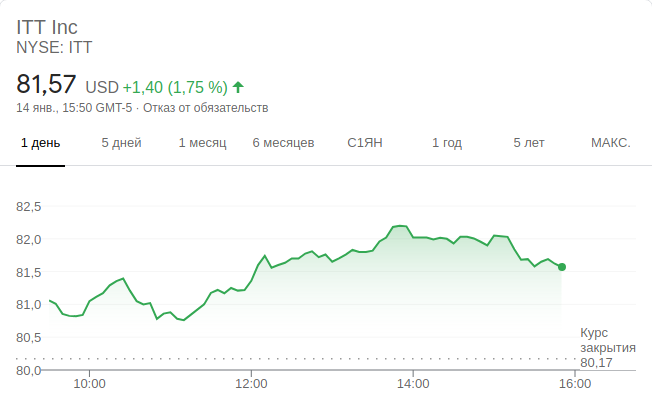 ITT Inc
NYSE: ITT
81,57 USD +1,40 (1,75 %)
14 янв., 15:50 GMT-5 · Отказ от обязательств
1 день 5 дней 1 месяц 6 месяцев С1ЯН 1 год 5 лет МАКС.
82,5
82,0
81,5
81,0
80,5
Курс
закрытия
80,17
80,0
10:00 12:00 14:00 16:00